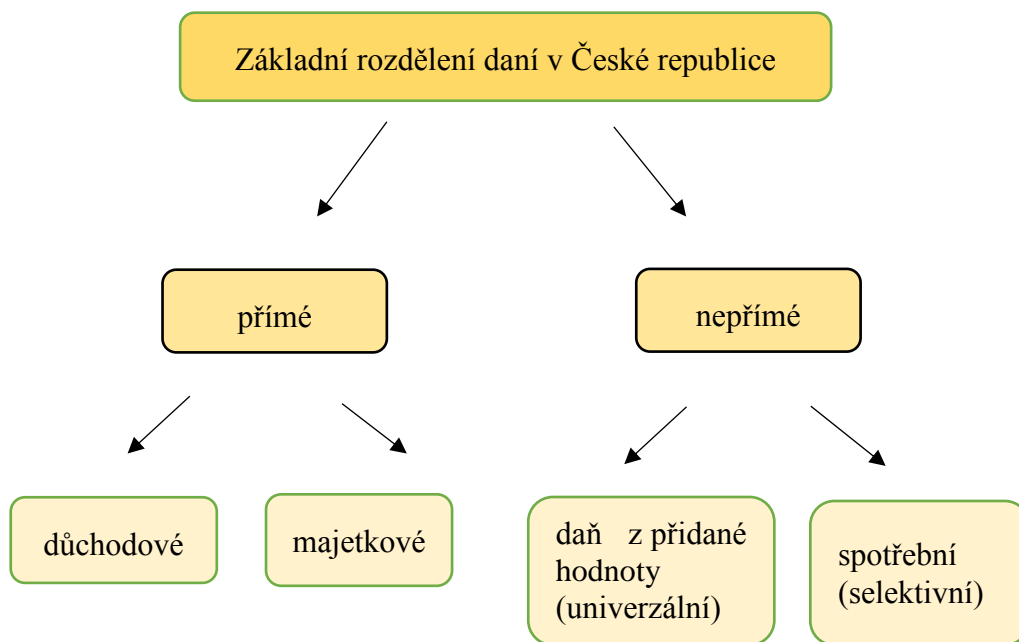 Základní rozdělení daní v České republice
přímé
nepřímé
důchodové
majetkové
daň z přidané
hodnoty
(univerzální)
spotřební
(selektivní)